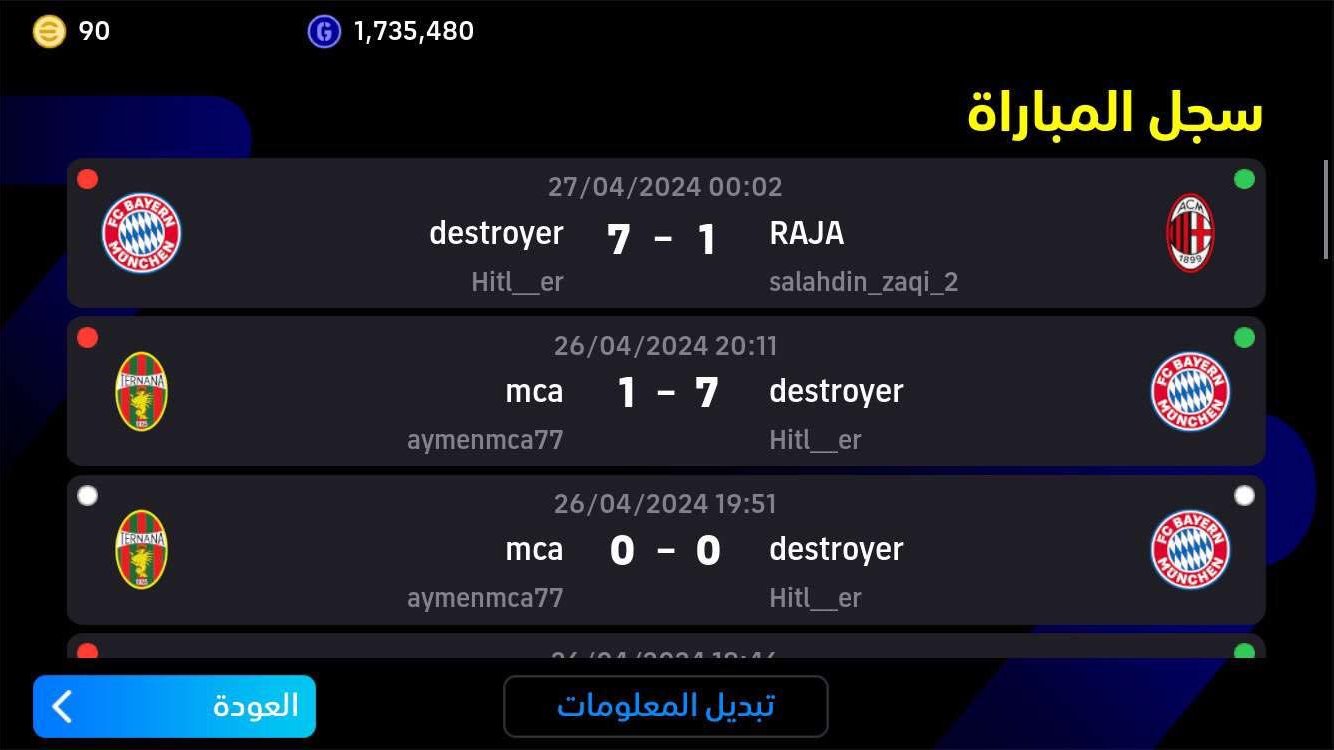 90
1,735,480
سجل المباراة
27/04/2024 00:02
destroyer 7 - 1 RAJA
Hitl__er salahdin_zaqi_2
FC BAYERN MÜNCHEN
ACM 1899
26/04/2024 20:11
mca 1 - 7 destroyer
aymenmca77 Hitl__er
TERNANA 1925
FC BAYERN MÜNCHEN
26/04/2024 19:51
mca 0 - 0 destroyer
aymenmca77 Hitl__er
TERNANA 1925
FC BAYERN MÜNCHEN
العودة
تبديل المعلومات